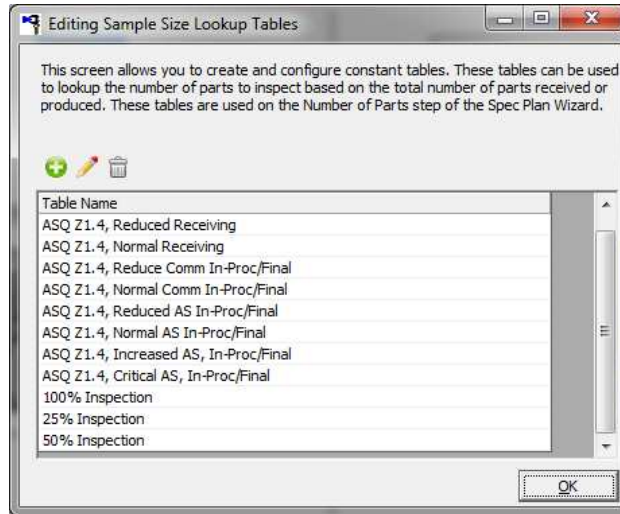 Editing Sample Size Lookup Tables
This screen allows you to create and configure constant tables. These tables can be used
to lookup the number of parts to inspect based on the total number of parts received or
produced. These tables are used on the Number of Parts step of the Spec Plan Wizard.
Table Name
ASQ Z1.4, Reduced Receiving
ASQ Z1.4, Normal Receiving
ASQ Z1.4, Reduce Comm In-Proc/Final
ASQ Z1.4, Normal Comm In-Proc/Final
ASQ Z1.4, Reduced AS In-Proc/Final
ASQ Z1.4, Normal AS In-Proc/Final
ASQ Z1.4, Increased AS, In-Proc/Final
ASQ Z1.4, Critical AS, In-Proc/Final
100% Inspection
25% Inspection
50% Inspection
OK